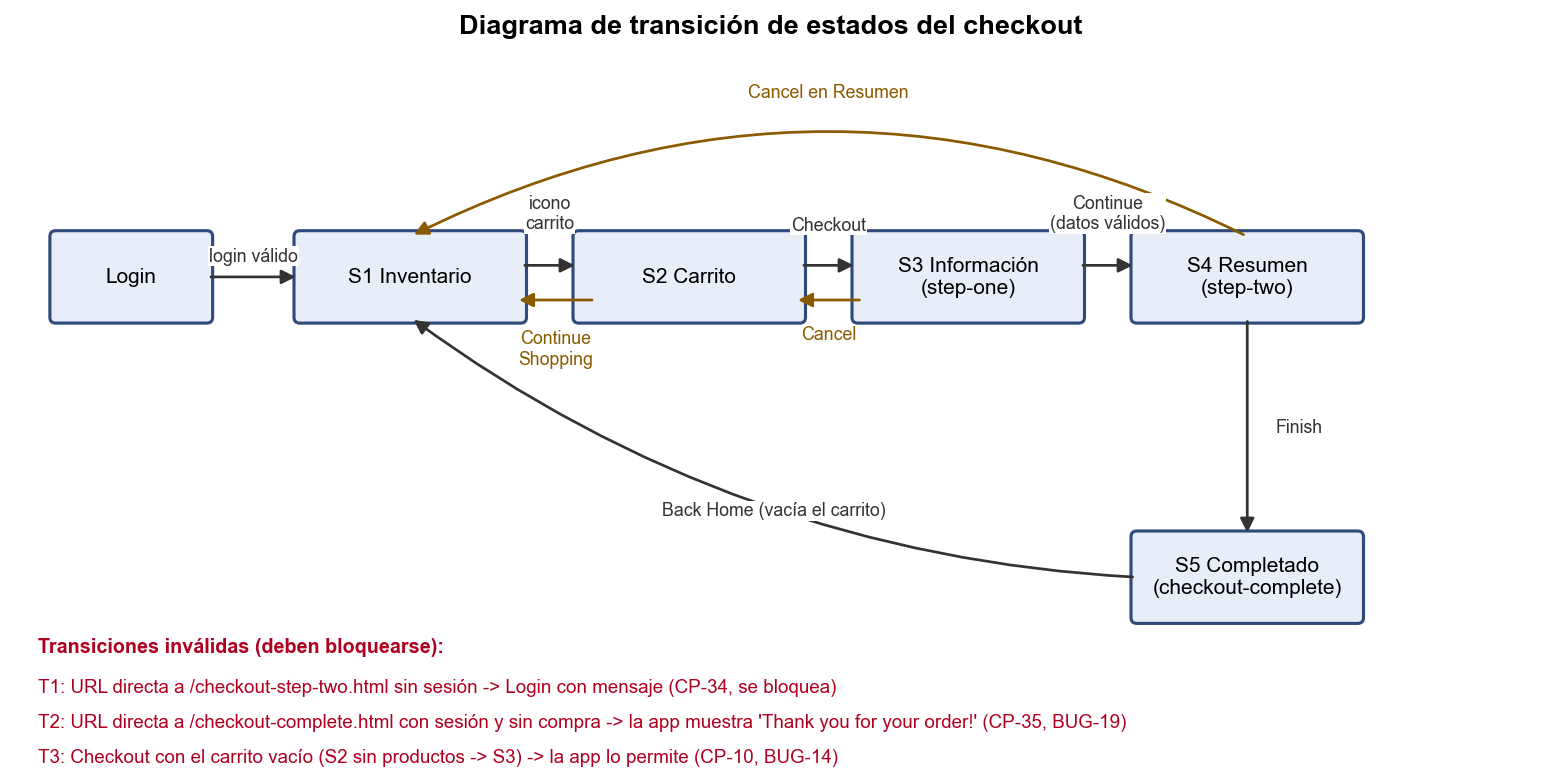 Diagrama de transición de estados del checkout
Cancel en Resumen
icono
carrito
Checkout
Continue
(datos válidos)
login válido
Login
S1 Inventario
S2 Carrito
S3 Información
(step-one)
S4 Resumen
(step-two)
Continue
Shopping
Cancel
Finish
Back Home (vacía el carrito)
S5 Completado
(checkout-complete)
Transiciones inválidas (deben bloquearse):
T1: URL directa a /checkout-step-two.html sin sesión -> Login con mensaje (CP-34, se bloquea)
T2: URL directa a /checkout-complete.html con sesión y sin compra -> la app muestra 'Thank you for your order!' (CP-35, BUG-19)
T3: Checkout con el carrito vacío (S2 sin productos -> S3) -> la app lo permite (CP-10, BUG-14)